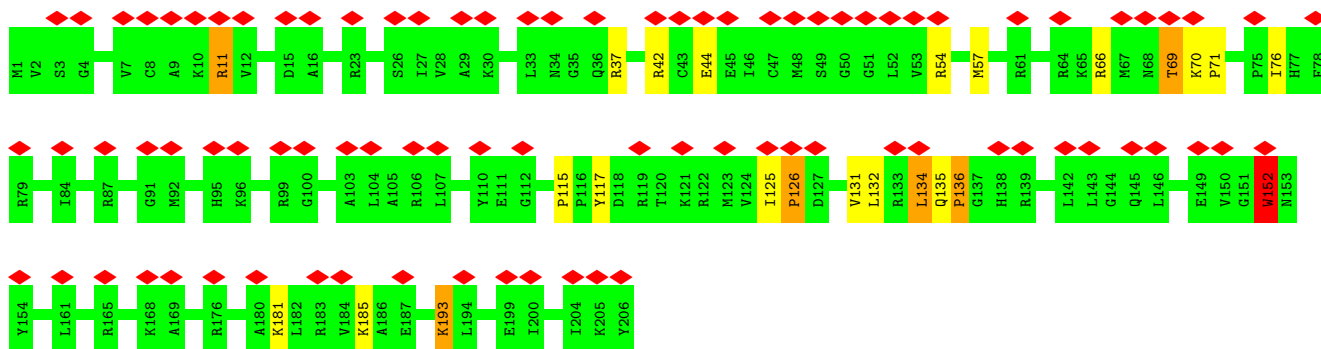 M1 V2 S3 G4 V7 C8 A9 K10 R11 V12 D15 A16 R23 S26 I27 V28 A29 K30 L33 N34 G35 Q36 R37 R42 C43 E44 E45 I46 C47 M48 S49 G50 G51 L52 V53 R54 M57 R61 R64 K65 R66 M67 N68 T69 K70 P71 P75 I76 H77
R79 I84 R87 G91 M92 H95 K96 R99 G100 A103 L104 A105 R106 L107 Y110 E111 G112 P115 P116 Y117 D118 R119 T120 K121 R122 M123 V124 I125 P126 D127 V131 L132 R133 L134 Q135 P136 G137 H138 R139 L142 L143 G144 Q145 L146 E149 V150 G151 W152 N153
Y154 L161 R165 K168 A169 R176 A180 K181 L182 R183 V184 K185 A186 E187 K193 L194 E199 I200 I204 K205 Y206